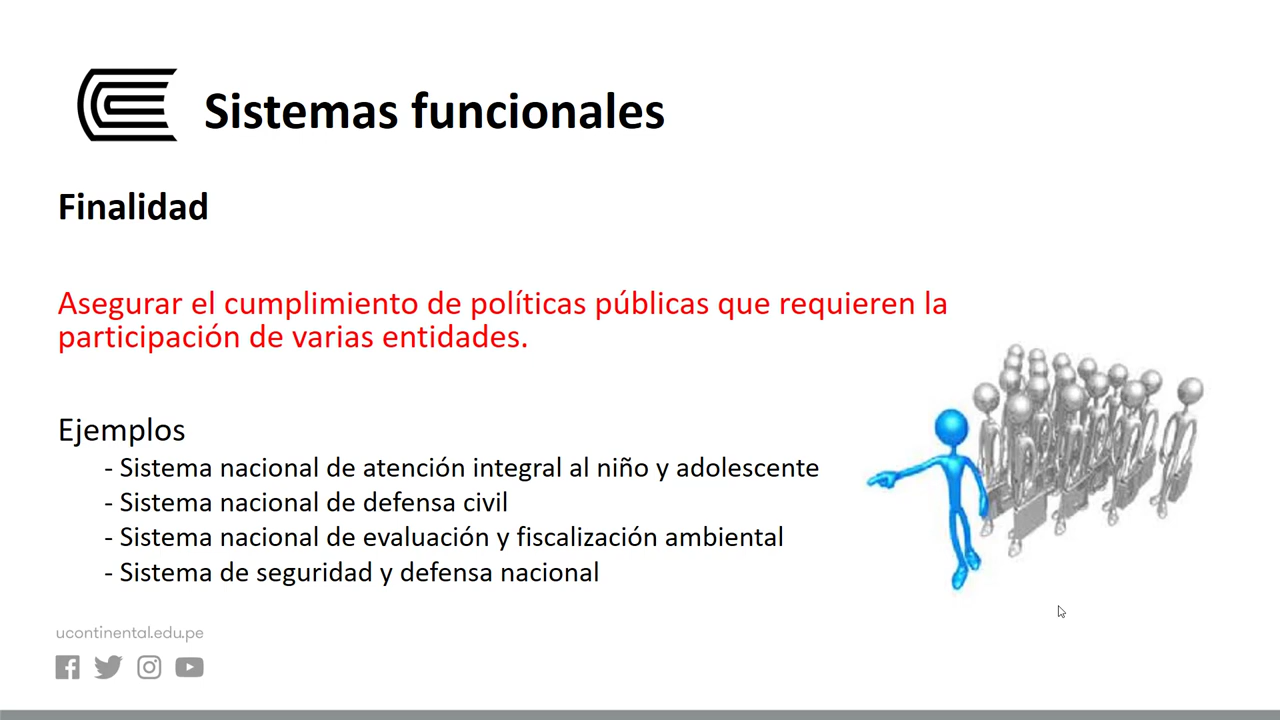 Sistemas funcionales
Finalidad
Asegurar el cumplimiento de políticas públicas que requieren la
participación de varias entidades.
Ejemplos
- Sistema nacional de atención integral al niño y adolescente
- Sistema nacional de defensa civil
- Sistema nacional de evaluación y fiscalización ambiental
- Sistema de seguridad y defensa nacional
ucontinental.edu.pe